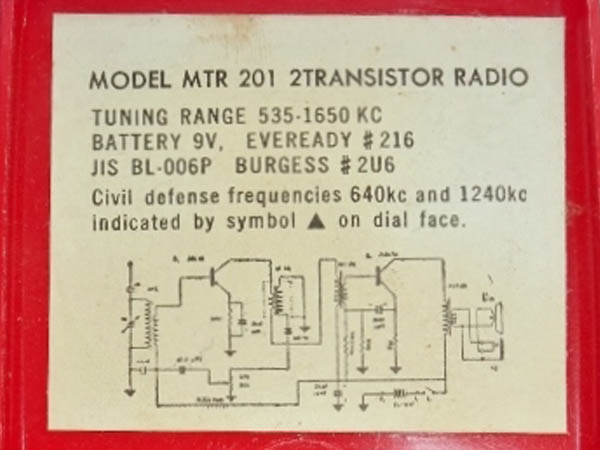 MODEL MTR 201 2TRANSISTOR RADIO
TUNING RANGE 535-1650 KC
BATTERY 9V, EVEREADY #216
JIS BL-006P BURGESS #2U6
Civil defense frequencies 640kc and 1240kc
indicated by symbol ▲ on dial face.